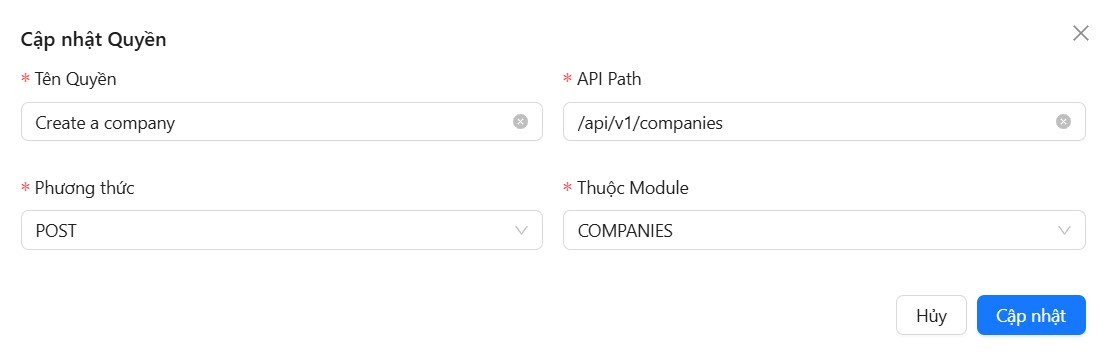 Cập nhật Quyền
* Tên Quyền
Create a company
* API Path
/api/v1/companies
* Phương thức
POST
* Thuộc Module
COMPANIES
Hủy
Cập nhật